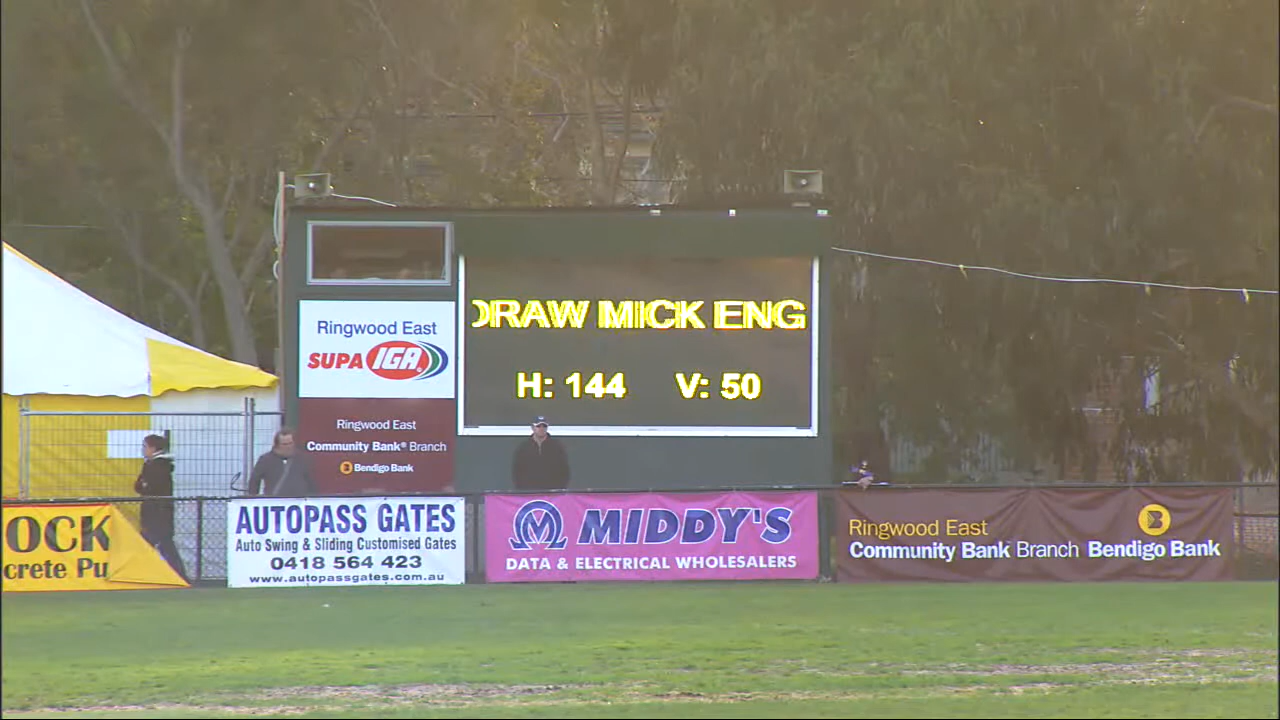 DRAW MICK ENG
H: 144 V: 50
Ringwood East
SUPA IGA
Ringwood East
Community Bank® Branch
Bendigo Bank
OCK
crete Pu
AUTOPASS GATES
Auto Swing & Sliding Customised Gates
0418 564 423
www.autopassgates.com.au
M MIDDY'S
DATA & ELECTRICAL WHOLESALERS
Ringwood East
Community Bank Branch Bendigo Bank